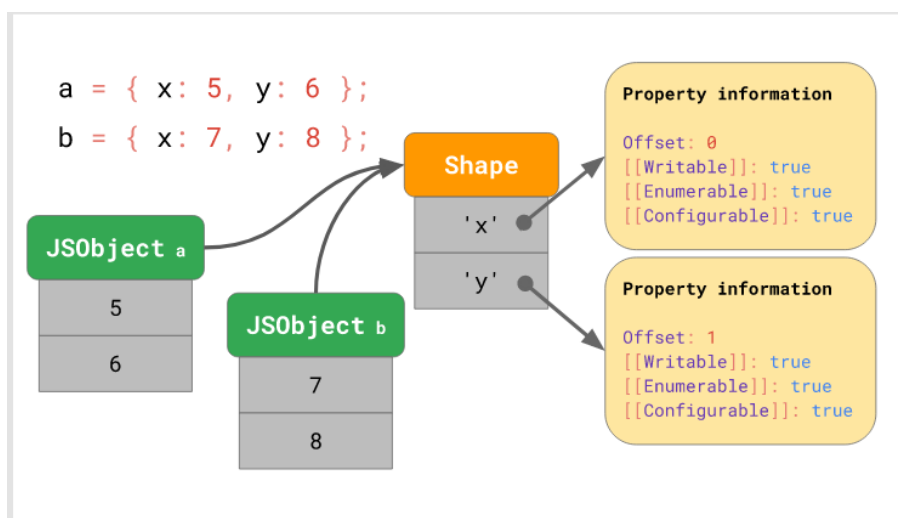 a = { x: 5, y: 6 };
b = { x: 7, y: 8 };
JSObject a
5
6
JSObject b
7
8
Shape
'x'
'y'
Property information
Offset: 0
[[Writable]]: true
[[Enumerable]]: true
[[Configurable]]: true
Property information
Offset: 1
[[Writable]]: true
[[Enumerable]]: true
[[Configurable]]: true